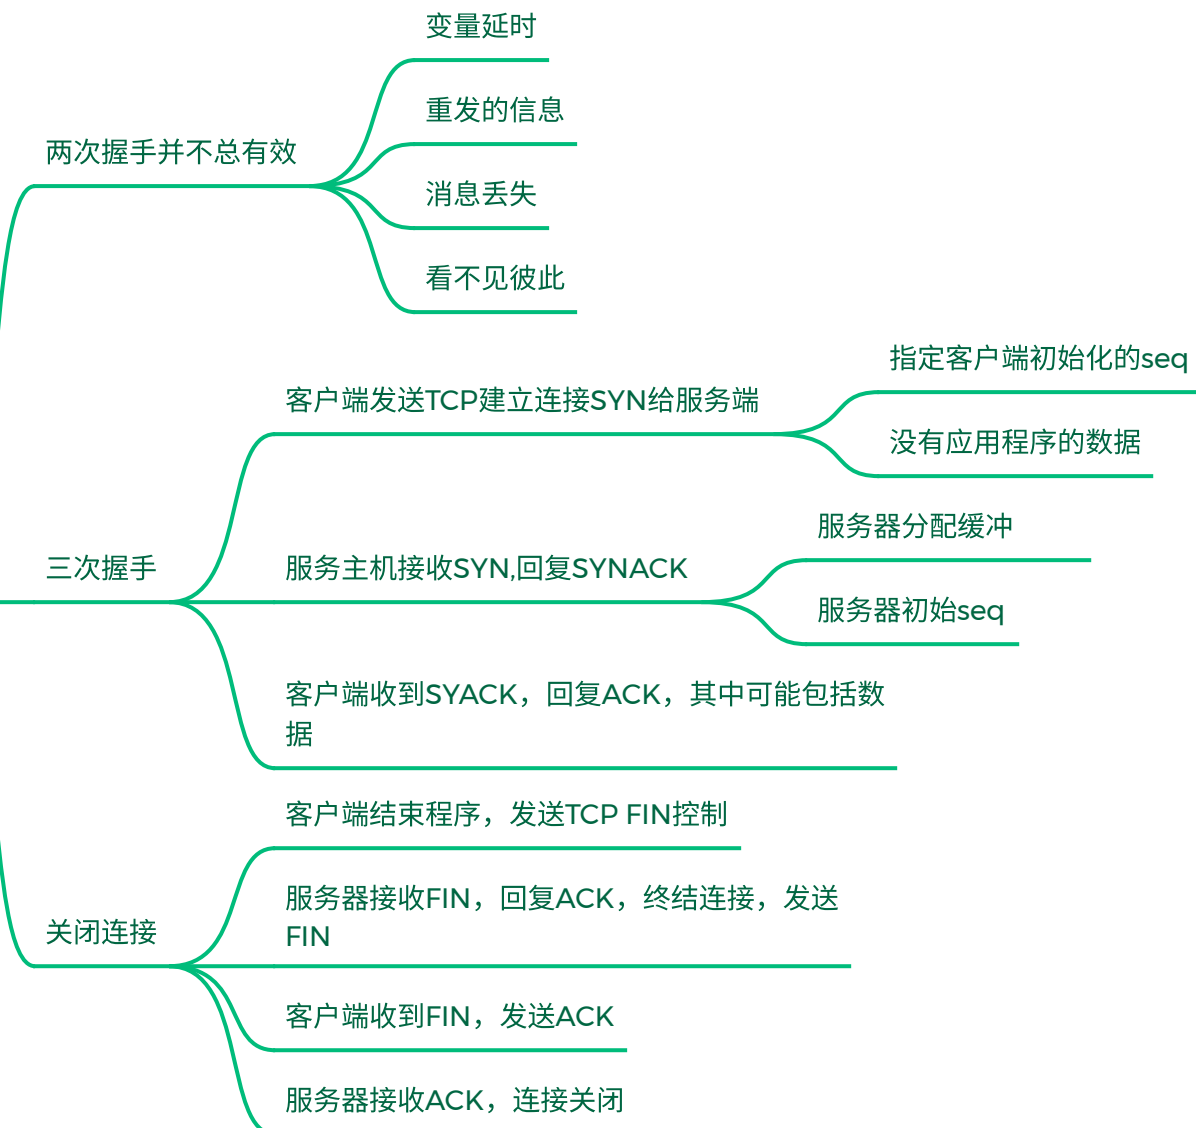 变量延时
重发的信息
两次握手并不总有效
消息丢失
看不见彼此
指定客户端初始化的seq
客户端发送TCP建立连接SYN给服务端
没有应用程序的数据
服务器分配缓冲
三次握手
服务主机接收SYN,回复SYNACK
服务器初始seq
客户端收到SYACK，回复ACK，其中可能包括数
据
客户端结束程序，发送TCP FIN控制
服务器接收FIN，回复ACK，终结连接，发送
FIN
关闭连接
客户端收到FIN，发送ACK
服务器接收ACK，连接关闭